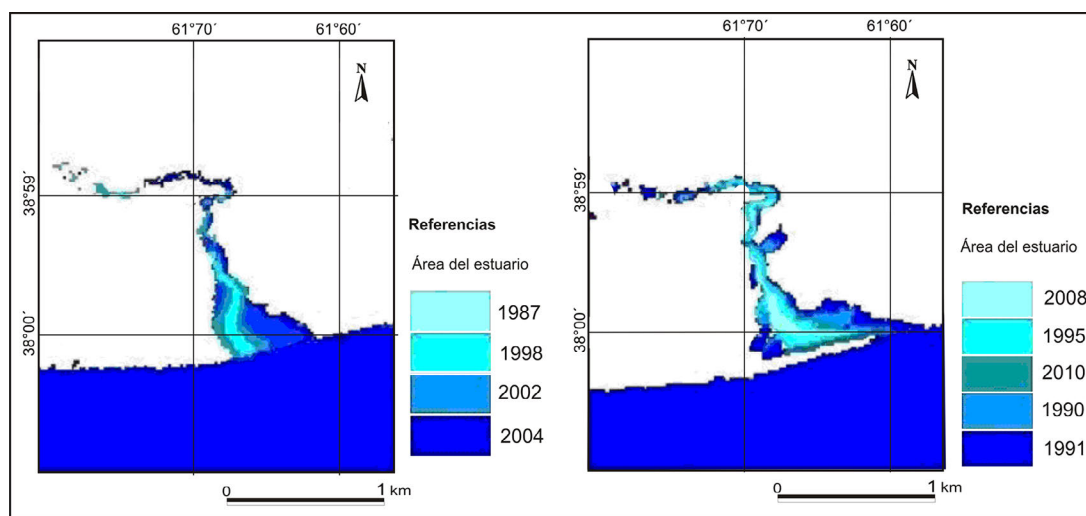 61°70´ 61°60´
N
38°59´
38°00´
Referencias
Área del estuario
1987
1998
2002
2004
0 1 km
61°70´ 61°60´
N
38°59´
38°00´
Referencias
Área del estuario
2008
1995
2010
1990
1991
0 1 km